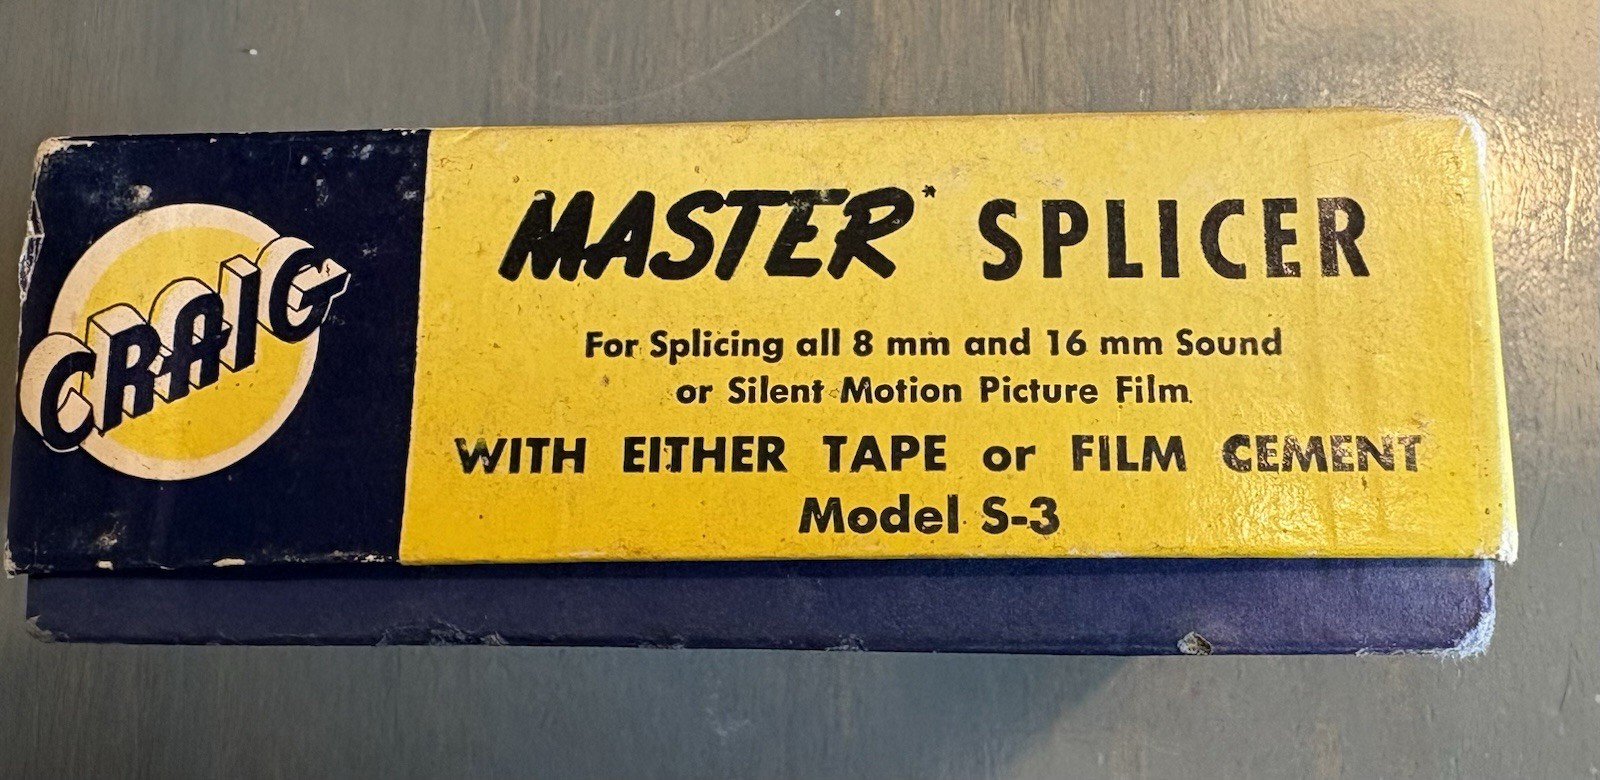 CRAIG
MASTER* SPLICER
For Splicing all 8 mm and 16 mm Sound
or Silent Motion Picture Film
WITH EITHER TAPE or FILM CEMENT
Model S-3